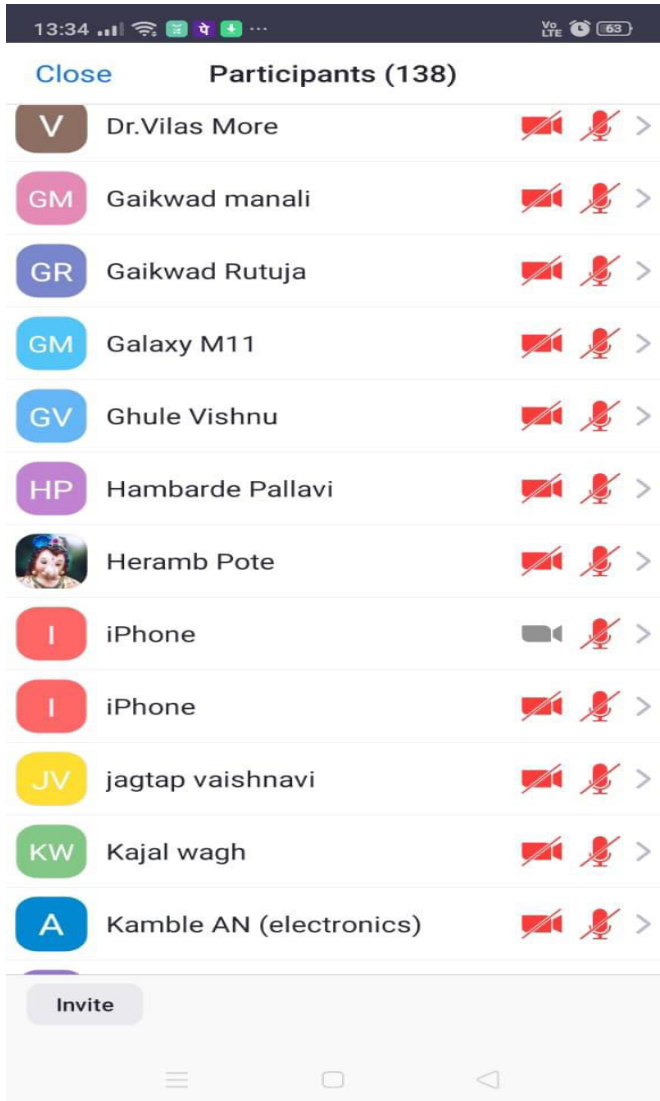 13:34 पे ... Vo LTE 63
Close Participants (138)
V Dr.Vilas More
GM Gaikwad manali
GR Gaikwad Rutuja
GM Galaxy M11
GV Ghule Vishnu
HP Hambarde Pallavi
Heramb Pote
I iPhone
I iPhone
JV jagtap vaishnavi
KW Kajal wagh
A Kamble AN (electronics)
Invite